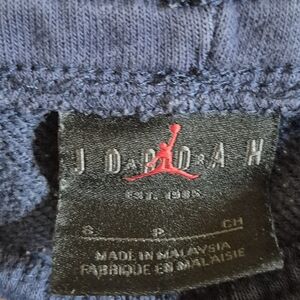 JORDAN
EST. 1985
S P CH
MADE IN MALAYSIA
FABRIQUE EN MALAISIE